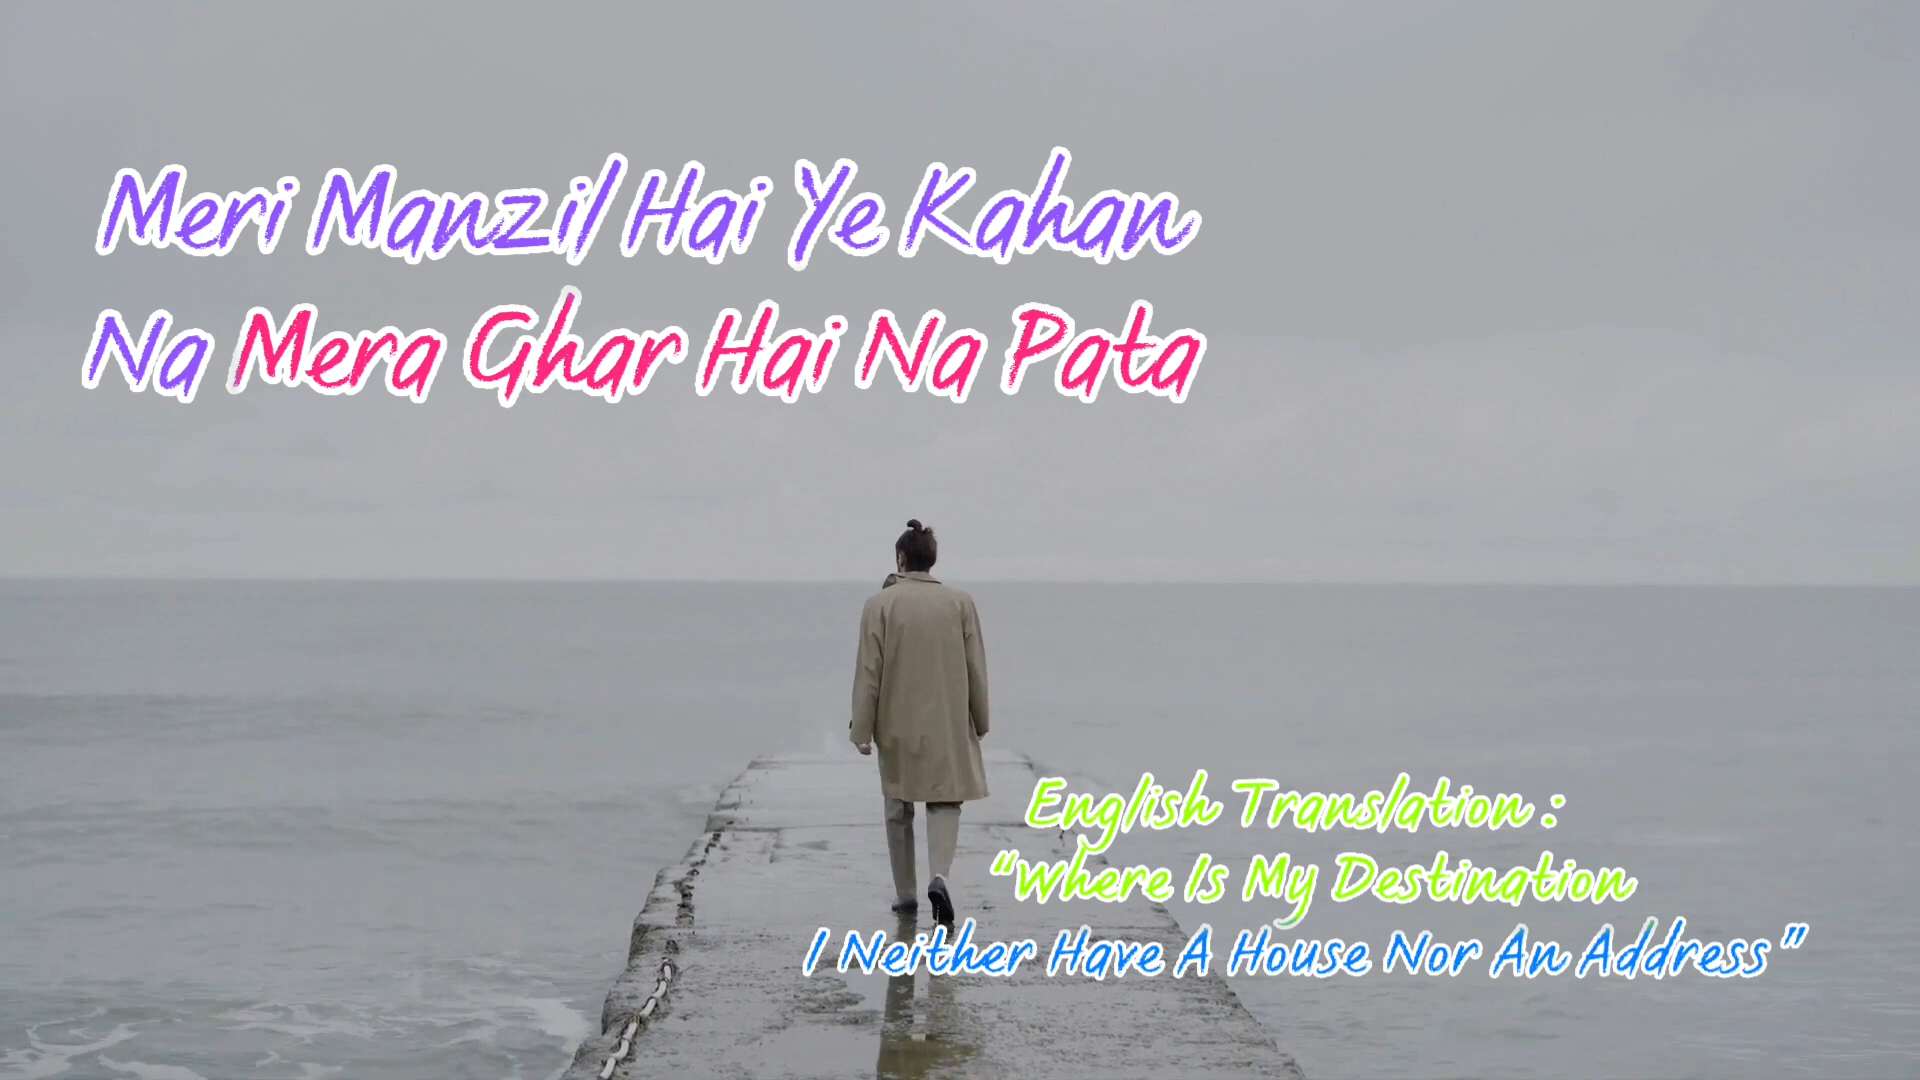 Meri Manzil Hai Ye Kahan
Na Mera Ghar Hai Na Pata
English Translation :
“Where Is My Destination
I Neither Have A House Nor An Address”